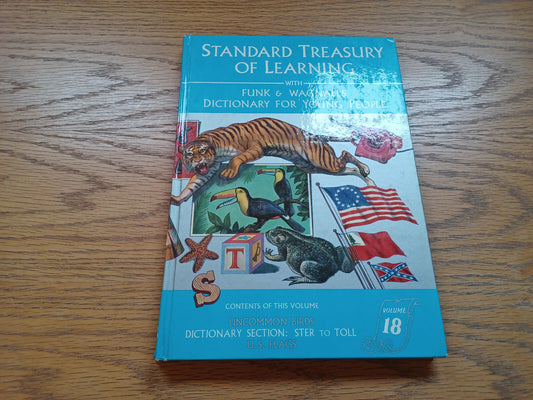 STANDARD TREASURY
OF LEARNING
WITH
FUNK & WAGNALLS
DICTIONARY FOR YOUNG PEOPLE
T
S
CONTENTS OF THIS VOLUME
UNCOMMON BIRDS
DICTIONARY SECTION: STER TO TOLL
U.S. FLAGS
VOLUME
18